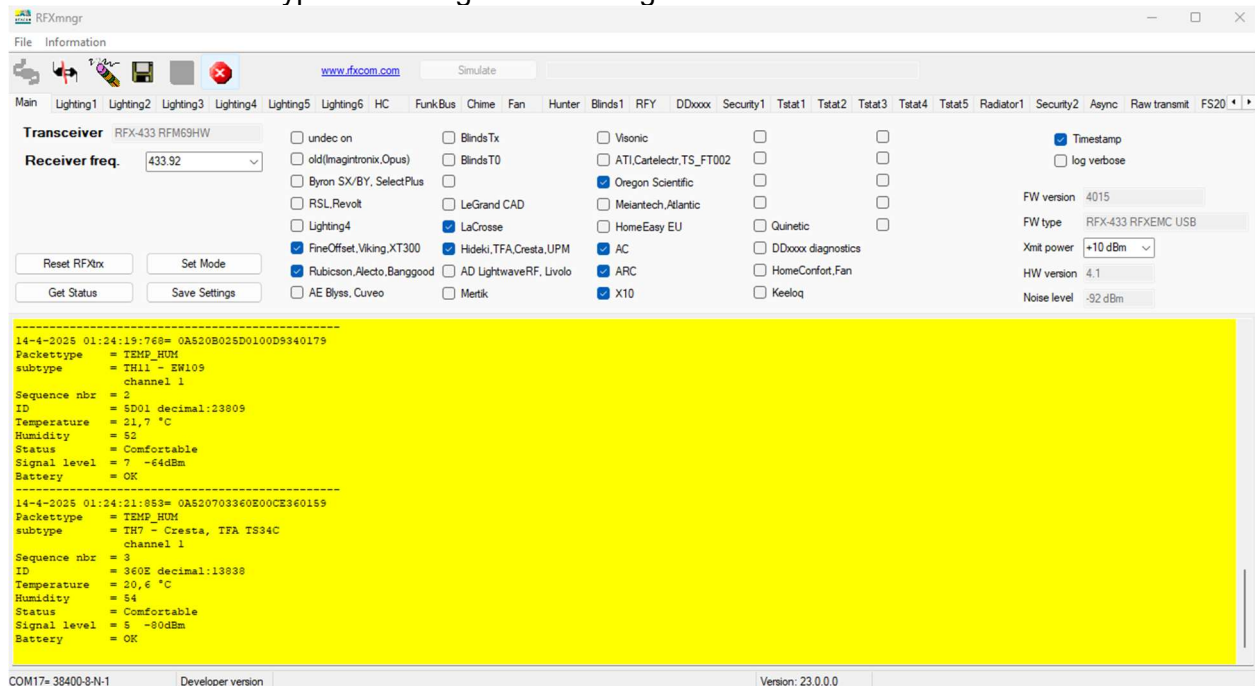 RFXmngr
File Information
www.rfxcom.com Simulate
Main Lighting1 Lighting2 Lighting3 Lighting4 Lighting5 Lighting6 HC FunkBus Chime Fan Hunter Blinds1 RFY DDxxxx Security1 Tstat1 Tstat2 Tstat3 Tstat4 Tstat5 Radiator1 Security2 Async Raw transmit FS20
Transceiver RFX-433 RFM69HW
Receiver freq. 433.92
Reset RFXtrx Set Mode
Get Status Save Settings
undec on
old(Imagintronix,Opus)
Byron SX/BY, SelectPlus
RSL,Revolt
Lighting4
FineOffset,Viking,XT300
Rubicson,Alecto,Banggood
AE Blyss, Cuveo
BlindsTx
BlindsT0
LeGrand CAD
LaCrosse
Hideki,TFA,Cresta,UPM
AD LightwaveRF, Livolo
Mertik
Visonic
ATI,Cartelectr,TS_FT002
Oregon Scientific
Meiantech,Atlantic
HomeEasy EU
AC
ARC
X10
Quinetic
DDxxxx diagnostics
HomeConfort,Fan
Keeloq
Timestamp
log verbose
FW version 4015
FW type RFX-433 RFXEMC USB
Xmit power +10 dBm
HW version 4.1
Noise level -92 dBm
------------------------------------------------
14-4-2025 01:24:19:768= 0A520B025D0100D9340179
Packettype = TEMP_HUM
subtype = TH11 - EW109
channel 1
Sequence nbr = 2
ID = 5D01 decimal:23809
Temperature = 21,7 °C
Humidity = 52
Status = Comfortable
Signal level = 7 -64dBm
Battery = OK
------------------------------------------------
14-4-2025 01:24:21:853= 0A520703360E00CE360159
Packettype = TEMP_HUM
subtype = TH7 - Cresta, TFA TS34C
channel 1
Sequence nbr = 3
ID = 360E decimal:13838
Temperature = 20,6 °C
Humidity = 54
Status = Comfortable
Signal level = 5 -80dBm
Battery = OK
COM17= 38400-8-N-1 Developer version Version: 23.0.0.0